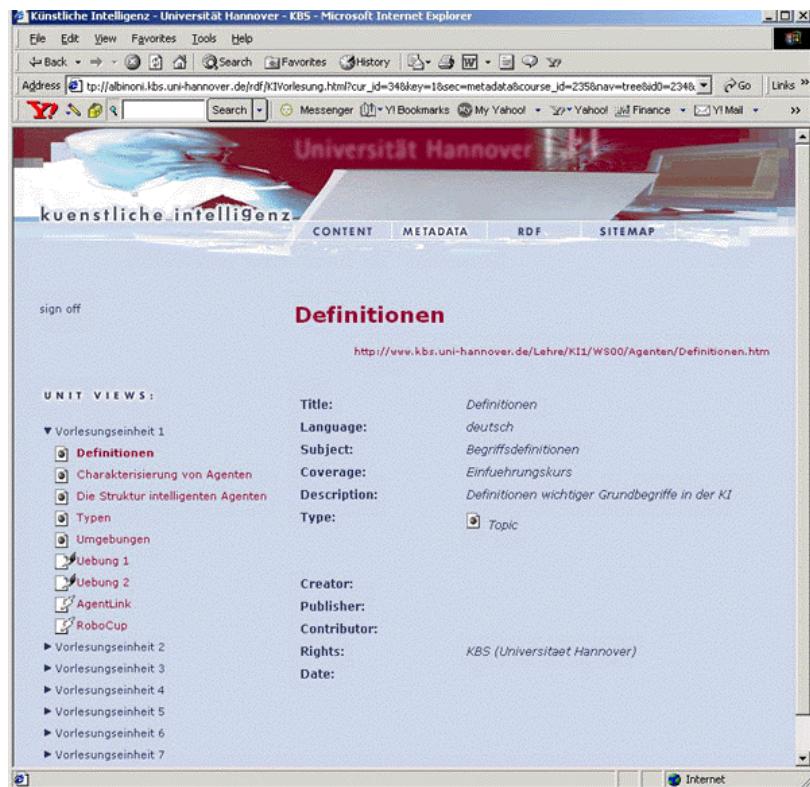 Künstliche Intelligenz - Universität Hannover - KBS - Microsoft Internet Explorer
File Edit View Favorites Tools Help
Back Search Favorites History
Address tp://albinoni.kbs.uni-hannover.de/rdf/KIVorlesung.html?cur_id=34&key=1&sec=metadata&course_id=235&nav=tree&id0=234& Go Links »
Y! Search Messenger Y! Bookmarks My Yahoo! Yahoo! Finance Y! Mail »
Universität Hannover
kuenstliche intelligenz
CONTENT METADATA RDF SITEMAP
sign off
Definitionen
http://www.kbs.uni-hannover.de/Lehre/KI1/WS00/Agenten/Definitionen.htm
UNIT VIEWS:
Vorlesungseinheit 1
Definitionen
Charakterisierung von Agenten
Die Struktur intelligenten Agenten
Typen
Umgebungen
Uebung 1
Uebung 2
AgentLink
RoboCup
Vorlesungseinheit 2
Vorlesungseinheit 3
Vorlesungseinheit 4
Vorlesungseinheit 5
Vorlesungseinheit 6
Vorlesungseinheit 7
Title: Definitionen
Language: deutsch
Subject: Begriffsdefinitionen
Coverage: Einfuehrungskurs
Description: Definitionen wichtiger Grundbegriffe in der KI
Type: Topic
Creator:
Publisher:
Contributor:
Rights: KBS (Universitaet Hannover)
Date:
Internet